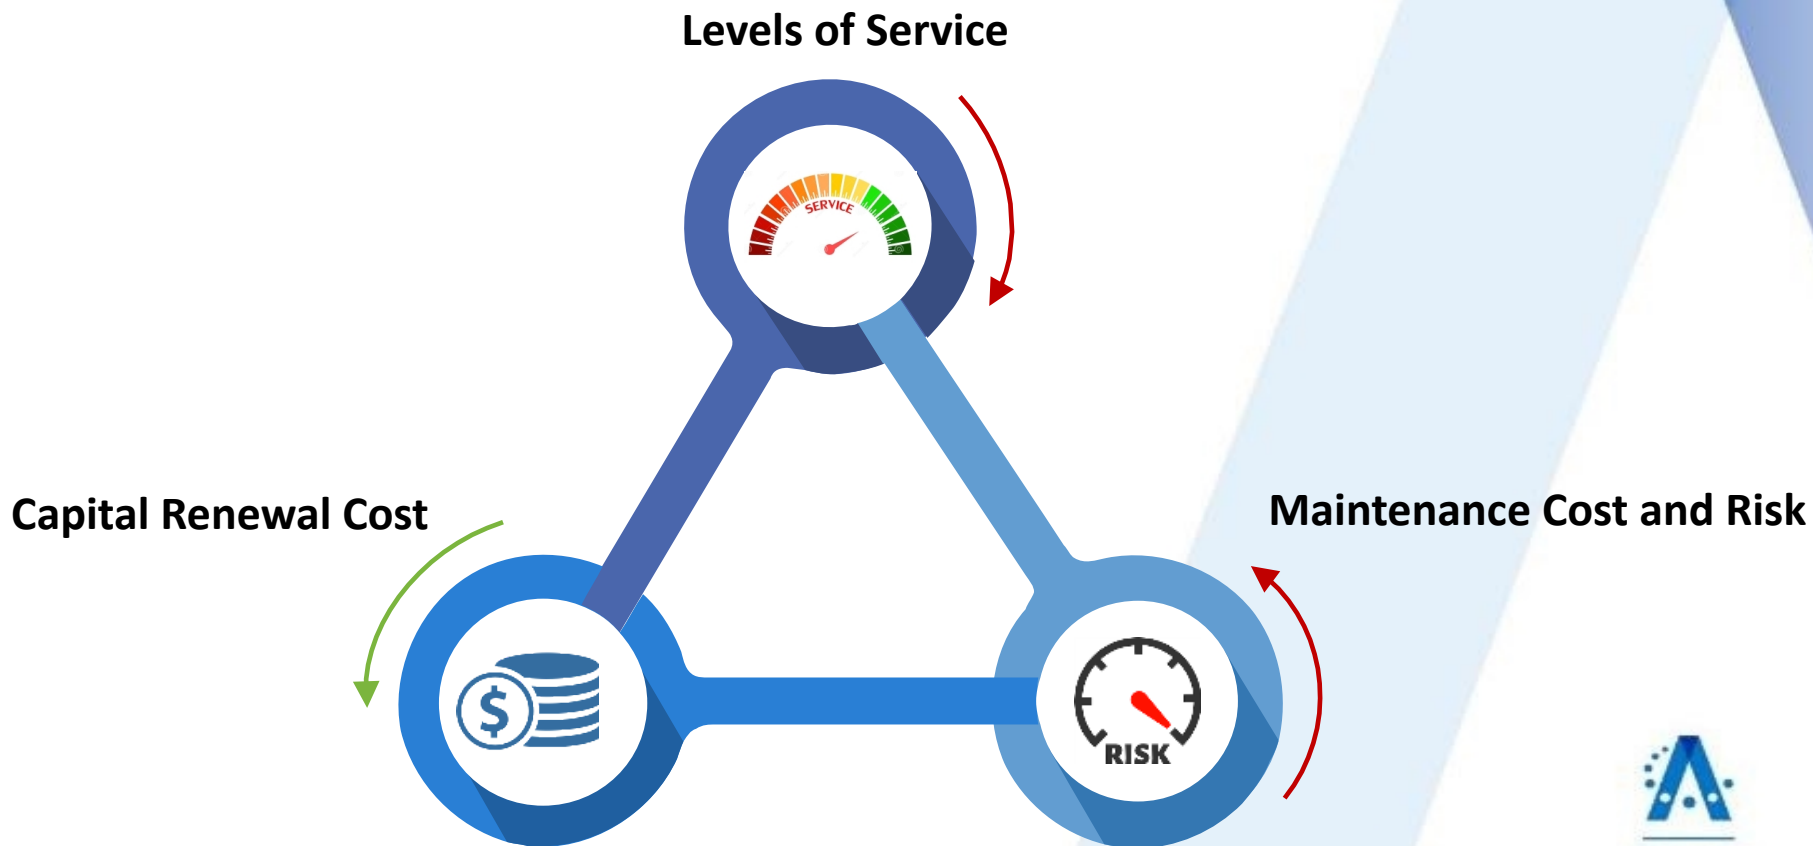 Levels of Service
SERVICE
Capital Renewal Cost
Maintenance Cost and Risk
$
RISK